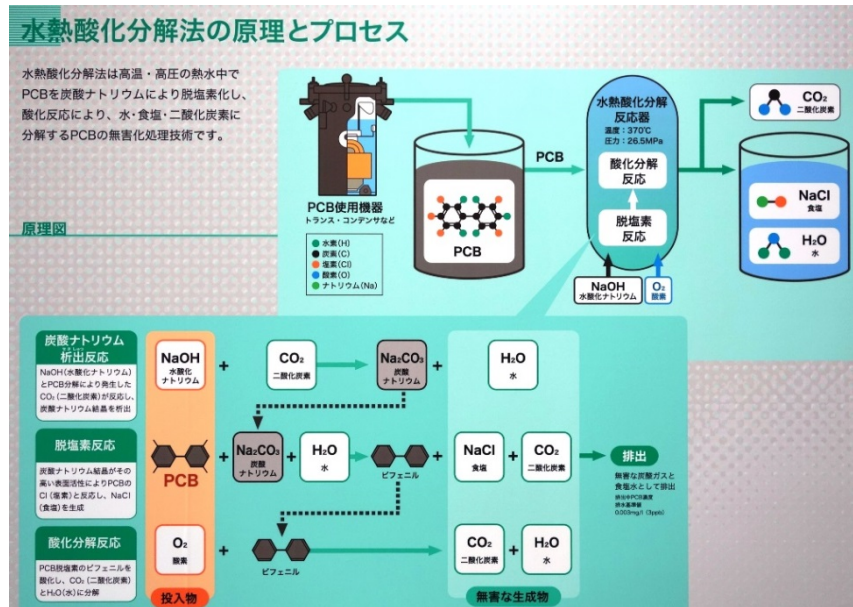 水熱酸化分解法の原理とプロセス
水熱酸化分解法は高温・高圧の熱水中で
PCBを炭酸ナトリウムにより脱塩素化し、
酸化反応により、水・食塩・二酸化炭素に
分解するPCBの無害化処理技術です。
原理図
PCB使用機器
トランス・コンデンサなど
水素(H)
炭素(C)
塩素(Cl)
酸素(O)
ナトリウム(Na)
PCB
PCB
水熱酸化分解
反応器
温度:370℃
圧力:26.5MPa
酸化分解
反応
脱塩素
反応
NaOH
水酸化ナトリウム
O₂
酸素
CO₂
二酸化炭素
NaCl
食塩
H₂O
水
炭酸ナトリウム
析出反応
NaOH(水酸化ナトリウム)
とPCB分解により発生した
CO₂(二酸化炭素)が反応し、
炭酸ナトリウム結晶を析出
NaOH
水酸化
ナトリウム
+
CO₂
二酸化炭素
Na₂CO₃
炭酸
ナトリウム
+
H₂O
水
脱塩素反応
炭酸ナトリウム結晶がその
高い表面活性によりPCBの
Cl(塩素)と反応し、NaCl
(食塩)を生成
PCB
+
Na₂CO₃
炭酸
ナトリウム
+
H₂O
水
ビフェニル
+
NaCl
食塩
+
CO₂
二酸化炭素
排出
無害な炭酸ガスと
食塩水として排出
排出中PCB濃度
排水基準値
0.003mg/l (3ppb)
酸化分解反応
PCB脱塩素のビフェニルを
酸化し、CO₂(二酸化炭素)
とH₂O(水)に分解
O₂
酸素
+
ビフェニル
CO₂
二酸化炭素
+
H₂O
水
投入物
無害な生成物